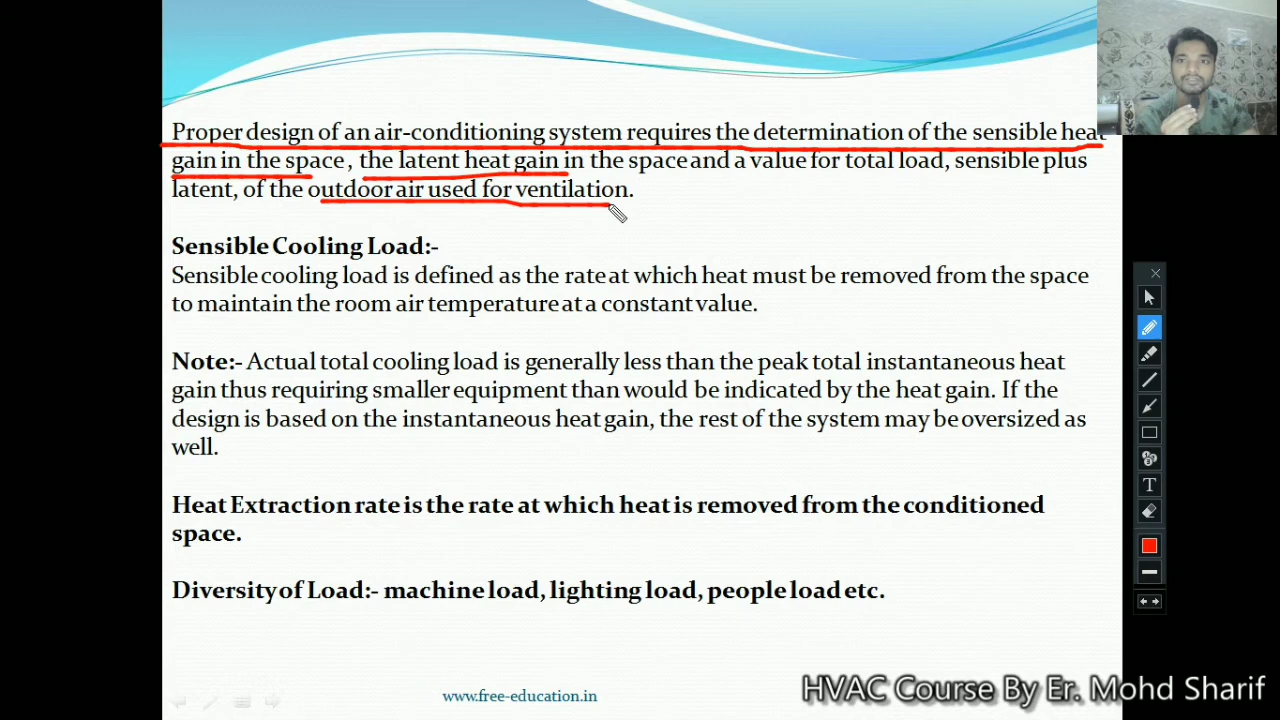 Proper design of an air-conditioning system requires the determination of the sensible heat
gain in the space , the latent heat gain in the space and a value for total load, sensible plus
latent, of the outdoor air used for ventilation.
Sensible Cooling Load:-
Sensible cooling load is defined as the rate at which heat must be removed from the space
to maintain the room air temperature at a constant value.
Note:- Actual total cooling load is generally less than the peak total instantaneous heat
gain thus requiring smaller equipment than would be indicated by the heat gain. If the
design is based on the instantaneous heat gain, the rest of the system may be oversized as
well.
Heat Extraction rate is the rate at which heat is removed from the conditioned
space.
Diversity of Load:- machine load, lighting load, people load etc.
www.free-education.in
HVAC Course By Er. Mohd Sharif